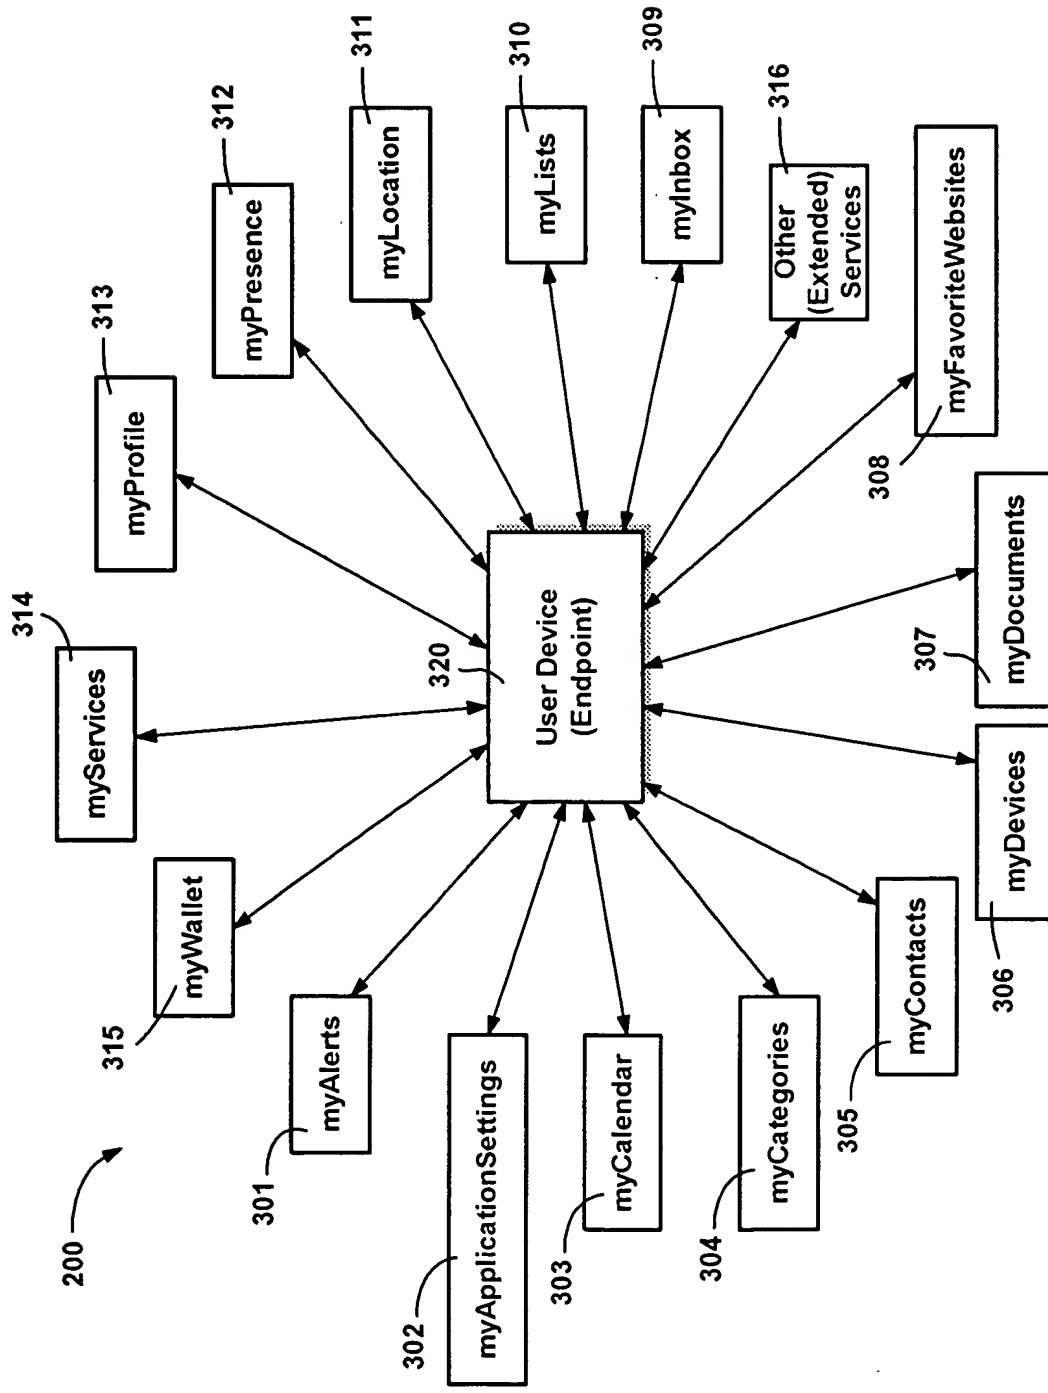 200
314
myServices
313
myProfile
312
myPresence
311
myLocation
310
myLists
309
myInbox
316
Other
(Extended)
Services
308
myFavoriteWebsites
307
myDocuments
306
myDevices
305
myContacts
304
myCategories
303
myCalendar
302
myApplicationSettings
301
myAlerts
315
myWallet
320
User Device
(Endpoint)